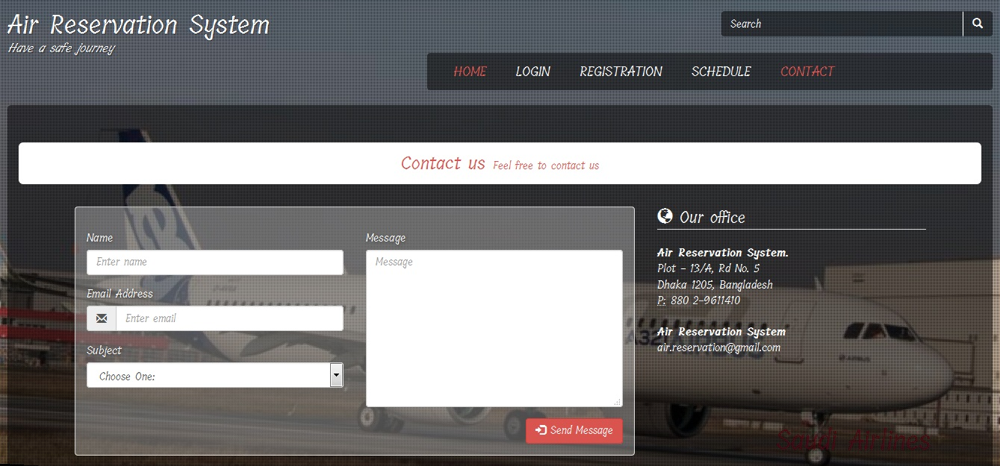 Air Reservation System
Have a safe journey
Search
HOME LOGIN REGISTRATION SCHEDULE CONTACT
Contact us Feel free to contact us
Name
Enter name
Email Address
Enter email
Subject
Choose One:
Message
Message
Send Message
Our office
Air Reservation System.
Plot - 13/A, Rd No. 5
Dhaka 1205, Bangladesh
P: 880 2-9611410
Air Reservation System
air.reservation@gmail.com
A321
AIRBUS
Saudi Airlines